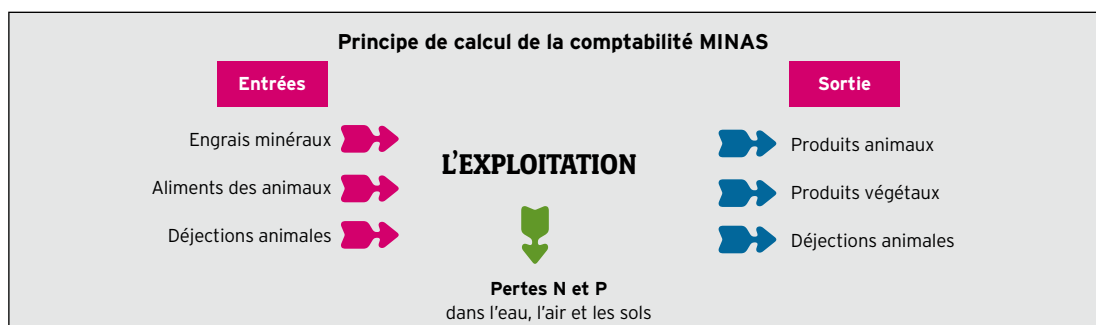 Principe de calcul de la comptabilité MINAS
Entrées
Sortie
Engrais minéraux
Aliments des animaux
Déjections animales
L'EXPLOITATION
Produits animaux
Produits végétaux
Déjections animales
Pertes N et P
dans l'eau, l'air et les sols